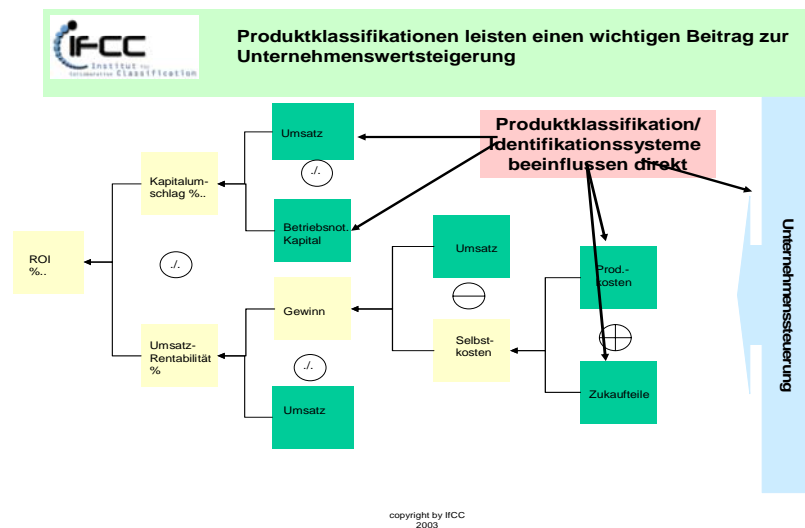 iFCC
Institut für
Collaborative Classification
Produktklassifikationen leisten einen wichtigen Beitrag zur
Unternehmenswertsteigerung
Produktklassifikation/
Identifikationssysteme
beeinflussen direkt
Umsatz
./.
Kapitalum-
schlag %..
Betriebsnot.
Kapital
Umsatz
ROI
%..
./.
Prod.-
kosten
Gewinn
Umsatz-
Rentabilität
%
Selbst-
kosten
./.
Umsatz
Zukaufteile
Unternehmenssteuerung
copyright by IfCC
2003